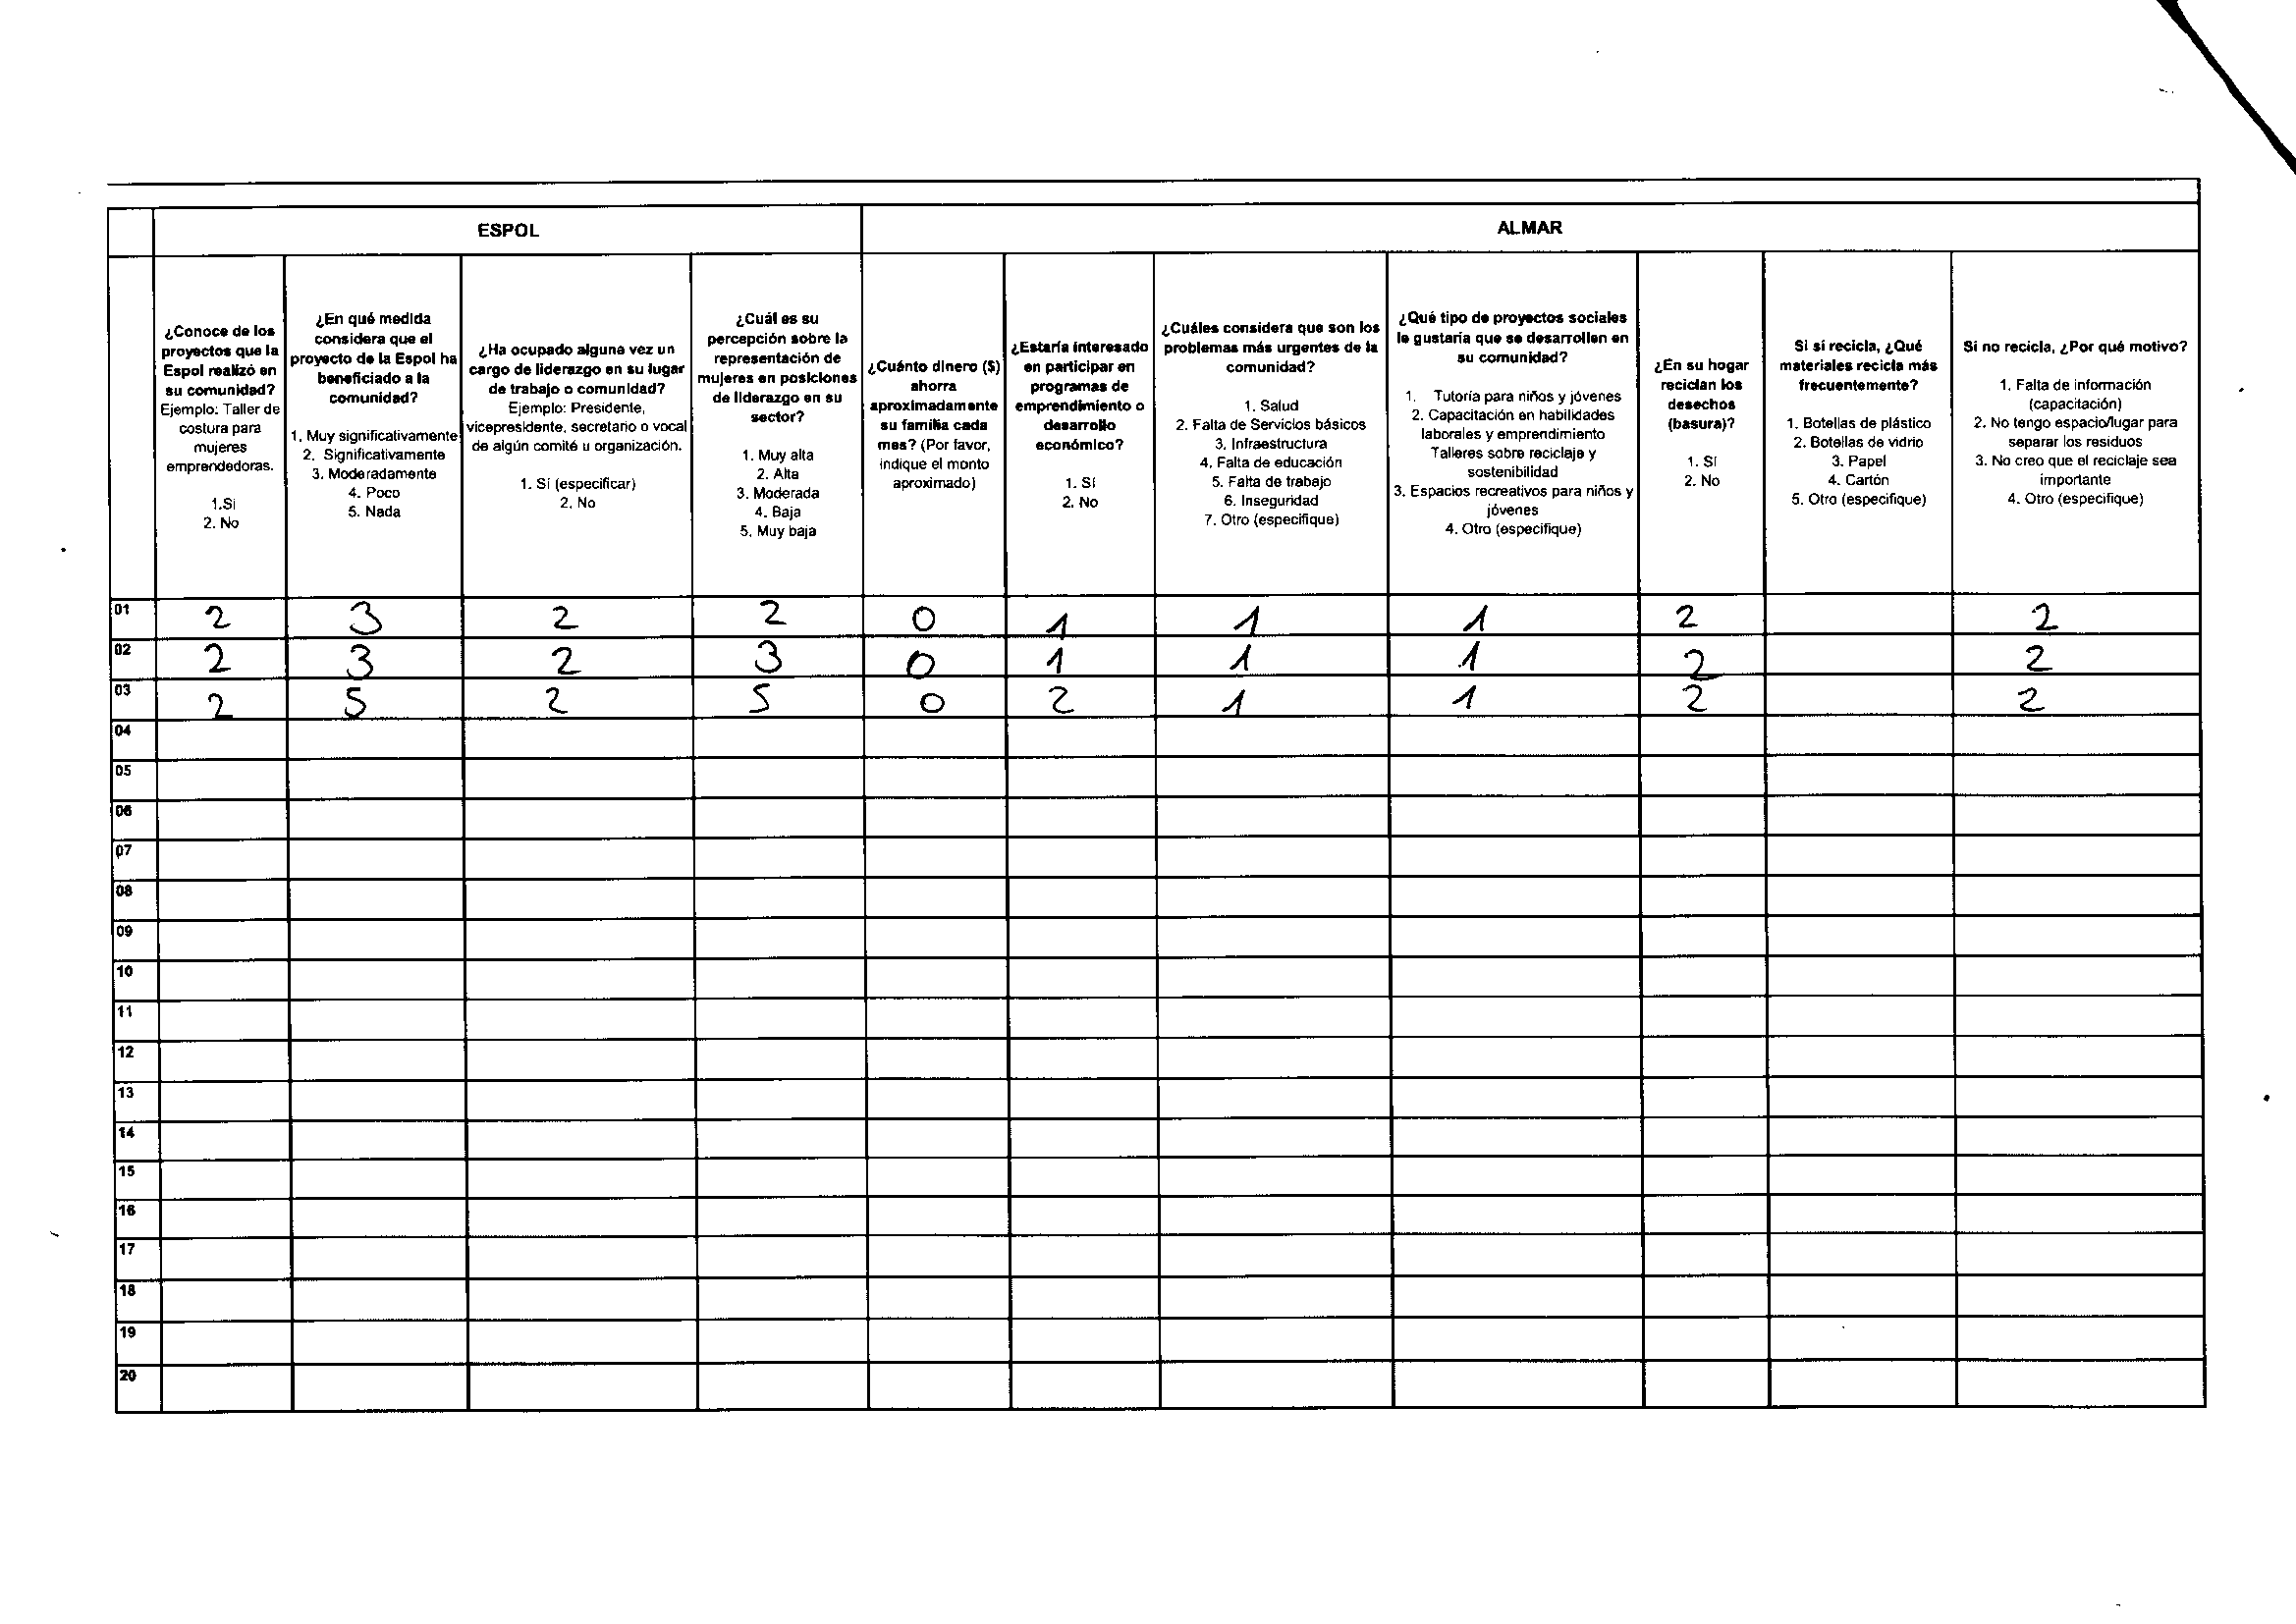 ESPOL
ALMAR
¿Conoce de los
proyectos que la
Espol realizó en
su comunidad?
Ejemplo: Taller de
costura para
mujeres
emprendedoras.
1.Si
2. No
¿En qué medida
considera que el
proyecto de la Espol ha
beneficiado a la
comunidad?
1. Muy significativamente
2. Significativamente
3. Moderadamente
4. Poco
5. Nada
¿Ha ocupado alguna vez un
cargo de liderazgo en su lugar
de trabajo o comunidad?
Ejemplo: Presidente,
vicepresidente, secretario o vocal
de algún comité u organización.
1. Sí (especificar)
2. No
¿Cuál es su
percepción sobre la
representación de
mujeres en posiciones
de liderazgo en su
sector?
1. Muy alta
2. Alta
3. Moderada
4. Baja
5. Muy baja
¿Cuánto dinero ($)
ahorra
aproximadamente
su familia cada
mes? (Por favor,
indique el monto
aproximado)
¿Estaría interesado
en participar en
programas de
emprendimiento o
desarrollo
económico?
1. Sí
2. No
¿Cuáles considera que son los
problemas más urgentes de la
comunidad?
1. Salud
2. Falta de Servicios básicos
3. Infraestructura
4. Falta de educación
5. Falta de trabajo
6. Inseguridad
7. Otro (especifique)
¿Qué tipo de proyectos sociales
le gustaría que se desarrollen en
su comunidad?
1. Tutoría para niños y jóvenes
2. Capacitación en habilidades
laborales y emprendimiento
Talleres sobre reciclaje y
sostenibilidad
3. Espacios recreativos para niños y
jóvenes
4. Otro (especifique)
¿En su hogar
reciclan los
desechos
(basura)?
1. Sí
2. No
Si si recicla, ¿Qué
materiales recicla más
frecuentemente?
1. Botellas de plástico
2. Botellas de vidrio
3. Papel
4. Cartón
5. Otro (especifique)
Si no recicla, ¿Por qué motivo?
1. Falta de información
(capacitación)
2. No tengo espacio/lugar para
separar los residuos
3. No creo que el reciclaje sea
importante
4. Otro (especifique)
01 2 3 2 2 0 1 1 1 2 2
02 2 3 2 3 0 1 1 1 2 2
03 2 5 2 5 0 2 1 1 2 2
04
05
06
07
08
09
10
11
12
13
14
15
16
17
18
19
20